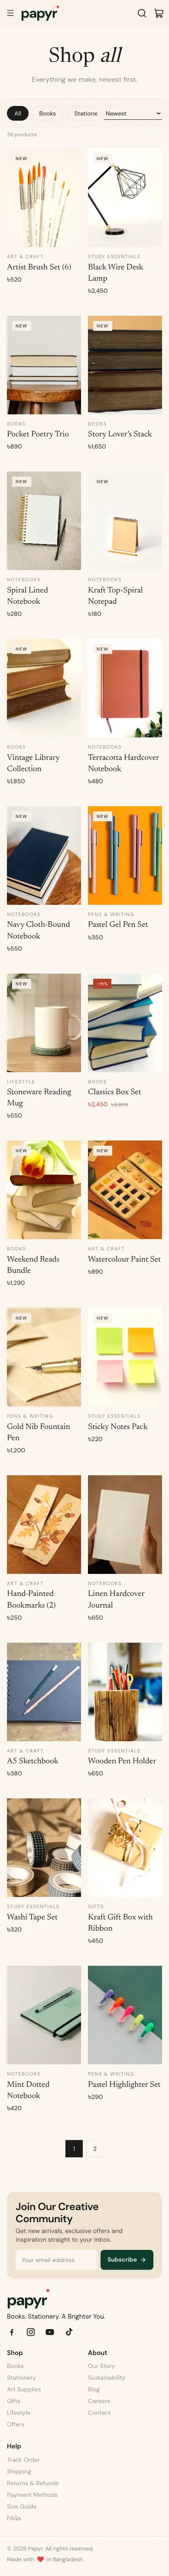 papyr
Shop all
Everything we make, newest first.
All
Books
Statione
Newest
26 products
NEW
NEW
ART & CRAFT
Artist Brush Set (6)
৳520
STUDY ESSENTIALS
Black Wire Desk
Lamp
৳2,450
NEW
NEW
BOOKS
Pocket Poetry Trio
৳890
BOOKS
Story Lover's Stack
৳1,650
NEW
NEW
NOTEBOOKS
Spiral Lined
Notebook
৳280
NOTEBOOKS
Kraft Top-Spiral
Notepad
৳180
NEW
NEW
BOOKS
Vintage Library
Collection
৳1,850
NOTEBOOKS
Terracotta Hardcover
Notebook
৳480
NEW
NEW
NOTEBOOKS
Navy Cloth-Bound
Notebook
৳550
PENS & WRITING
Pastel Gel Pen Set
৳350
NEW
LIFESTYLE
Stoneware Reading
Mug
৳550
BOOKS
Classics Box Set
৳2,450
NEW
NEW
BOOKS
Weekend Reads
Bundle
৳1,290
ART & CRAFT
Watercolour Paint Set
৳890
NEW
NEW
PENS & WRITING
Gold Nib Fountain
Pen
৳1,200
STUDY ESSENTIALS
Sticky Notes Pack
৳220
ART & CRAFT
Hand-Painted
Bookmarks (2)
৳250
NOTEBOOKS
Linen Hardcover
Journal
৳650
ART & CRAFT
A5 Sketchbook
৳380
STUDY ESSENTIALS
Wooden Pen Holder
৳650
STUDY ESSENTIALS
Washi Tape Set
৳320
GIFTS
Kraft Gift Box with
Ribbon
৳450
NOTEBOOKS
Mint Dotted
Notebook
৳420
PENS & WRITING
Pastel Highlighter Set
৳290
1
2
Join Our Creative
Community
Get new arrivals, exclusive offers and
inspiration straight to your inbox.
Your email address
Subscribe →
papyr
Books. Stationery. A Brighter You.
Shop
Books
Stationery
Art Supplies
Gifts
Lifestyle
Offers
About
Our Story
Sustainability
Blog
Careers
Contact
Help
Track Order
Shipping
Returns & Refunds
Payment Methods
Size Guide
FAQs
© 2026 Papyr. All rights reserved.
Made with ❤️ in Bangladesh.